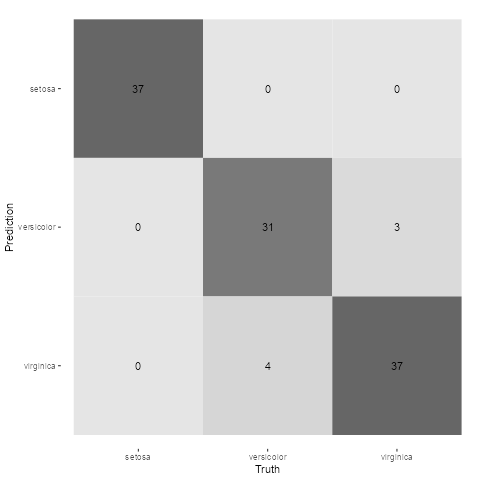 setosa 37 0 0
Prediction
versicolor 0 31 3
virginica 0 4 37
setosa versicolor virginica
Truth